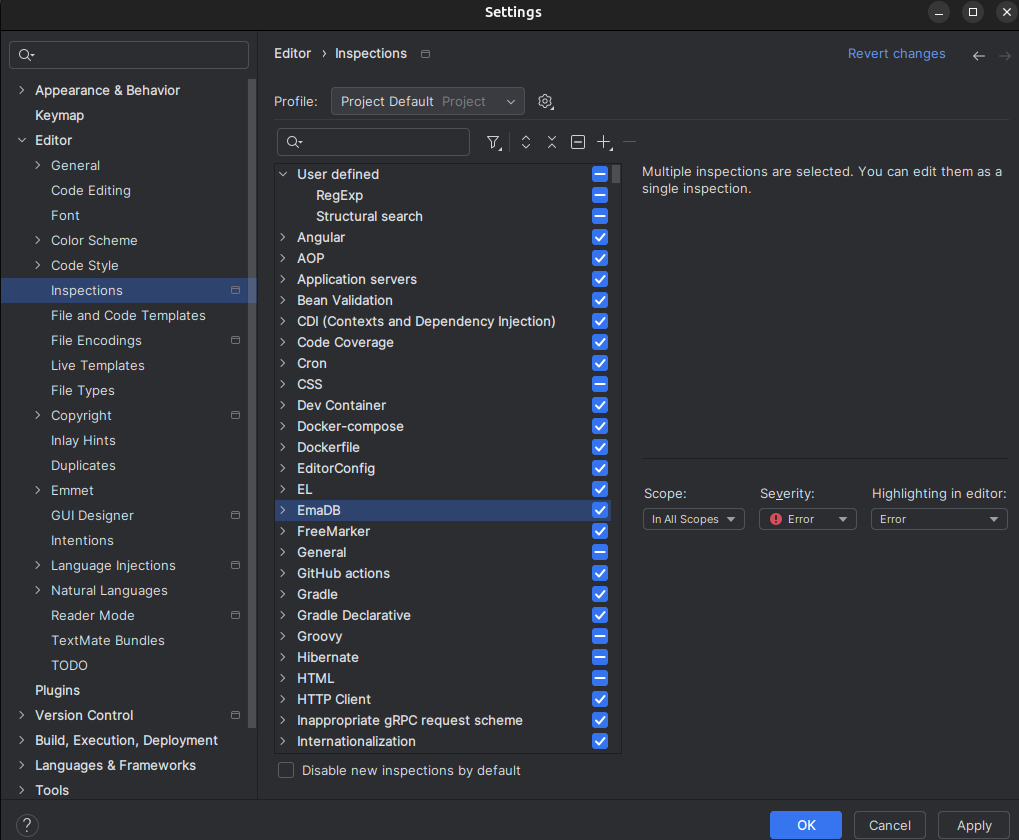 Settings
Editor › Inspections
Revert changes
Appearance & Behavior
Keymap
Editor
General
Code Editing
Font
Color Scheme
Code Style
Inspections
File and Code Templates
File Encodings
Live Templates
File Types
Copyright
Inlay Hints
Duplicates
Emmet
GUI Designer
Intentions
Language Injections
Natural Languages
Reader Mode
TextMate Bundles
TODO
Plugins
Version Control
Build, Execution, Deployment
Languages & Frameworks
Tools
Profile: Project Default Project
User defined
RegExp
Structural search
Angular
AOP
Application servers
Bean Validation
CDI (Contexts and Dependency Injection)
Code Coverage
Cron
CSS
Dev Container
Docker-compose
Dockerfile
EditorConfig
EL
EmaDB
FreeMarker
General
GitHub actions
Gradle
Gradle Declarative
Groovy
Hibernate
HTML
HTTP Client
Inappropriate gRPC request scheme
Internationalization
Disable new inspections by default
Multiple inspections are selected. You can edit them as a
single inspection.
Scope: Severity: Highlighting in editor:
In All Scopes Error Error
? OK Cancel Apply